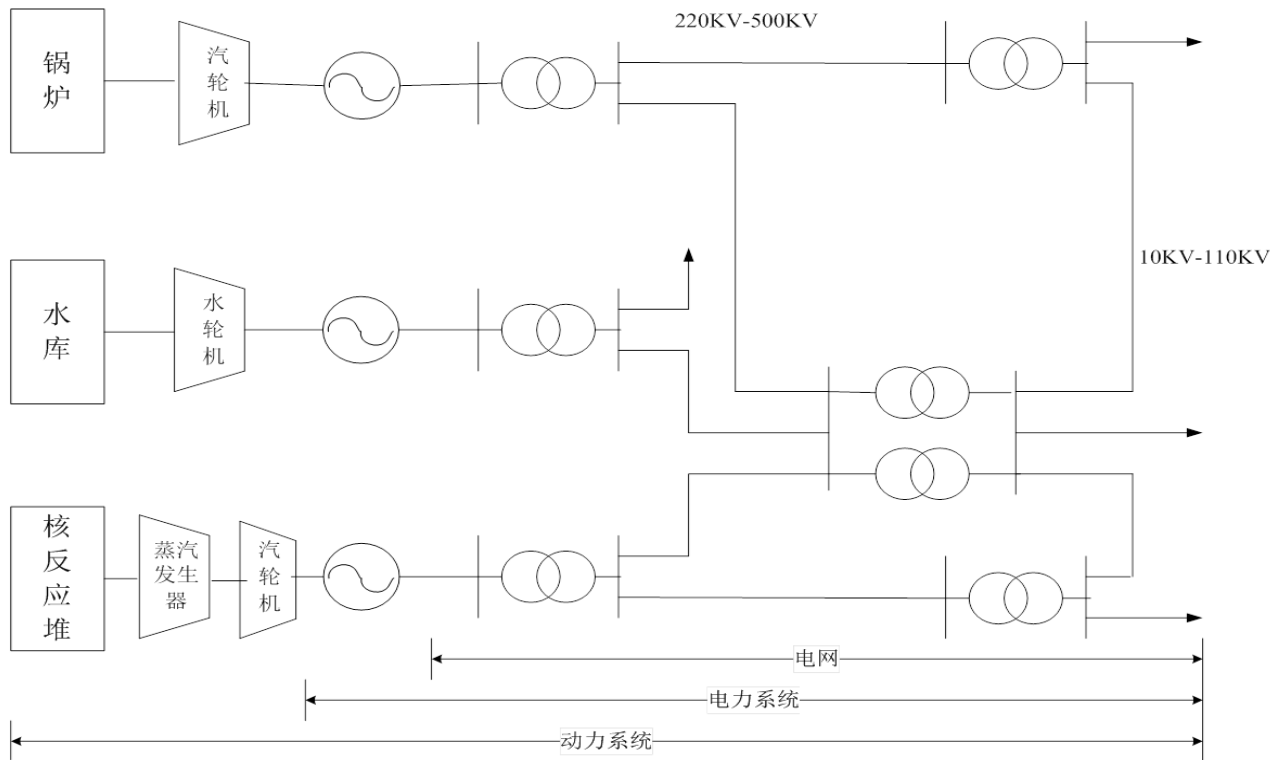 220KV-500KV
锅
炉
汽
轮
机
10KV-110KV
水
库
水
轮
机
核
反
应
堆
蒸汽
发生
器
汽
轮
机
电网
电力系统
动力系统